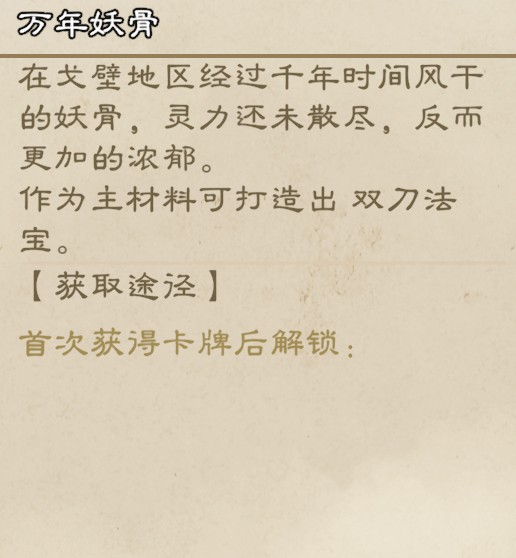 万年妖骨
在戈壁地区经过千年时间风干
的妖骨，灵力还未散尽，反而
更加的浓郁。
作为主材料可打造出 双刀法
宝。
【获取途径】
首次获得卡牌后解锁：